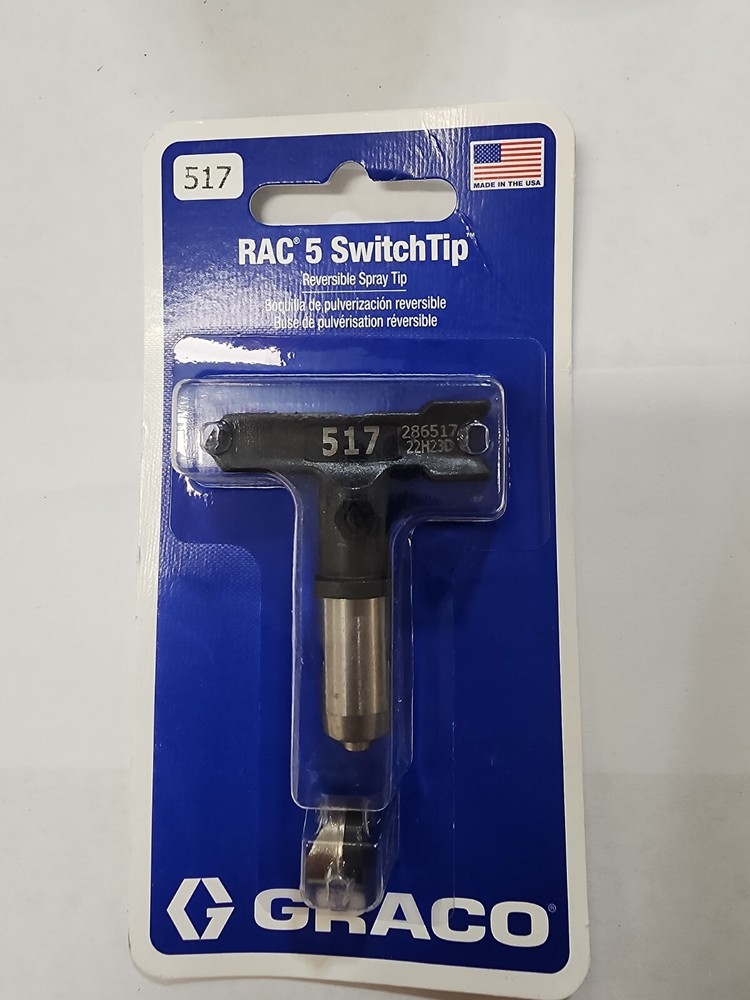 517
MADE IN THE USA
RAC® 5 SwitchTip™
Reversible Spray Tip
Boquilla de pulverización reversible
Buse de pulvérisation réversible
517
286517
22H23D
GRACO®